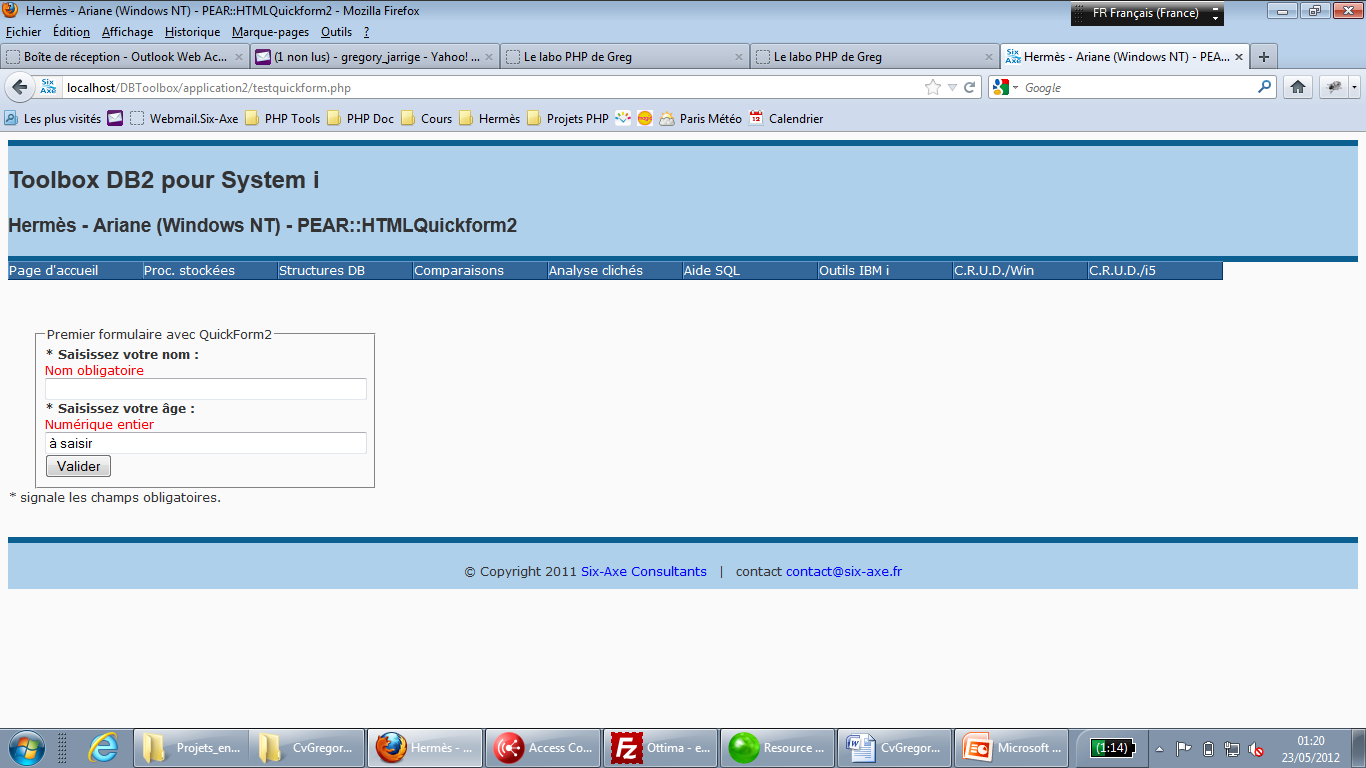 Hermès - Ariane (Windows NT) - PEAR::HTMLQuickform2 - Mozilla Firefox
FR Français (France)
Fichier Édition Affichage Historique Marque-pages Outils ?
Boîte de réception - Outlook Web Ac... (1 non lus) - gregory_jarrige - Yahoo! ... Le labo PHP de Greg Le labo PHP de Greg Six Axe Hermès - Ariane (Windows NT) - PEA...
Six Axe localhost/DBToolbox/application2/testquickform.php Google
Les plus visités Webmail.Six-Axe PHP Tools PHP Doc Cours Hermès Projets PHP Paris Météo 12 Calendrier
Toolbox DB2 pour System i
Hermès - Ariane (Windows NT) - PEAR::HTMLQuickform2
Page d'accueil Proc. stockées Structures DB Comparaisons Analyse clichés Aide SQL Outils IBM i C.R.U.D./Win C.R.U.D./i5
Premier formulaire avec QuickForm2
* Saisissez votre nom :
Nom obligatoire
* Saisissez votre âge :
Numérique entier
à saisir
Valider
* signale les champs obligatoires.
© Copyright 2011 Six-Axe Consultants | contact contact@six-axe.fr
Projets_en... CvGregor... Hermès - ... Access Co... Ottima - e... Resource ... CvGregor... Microsoft ... (1:14) 01:20
23/05/2012